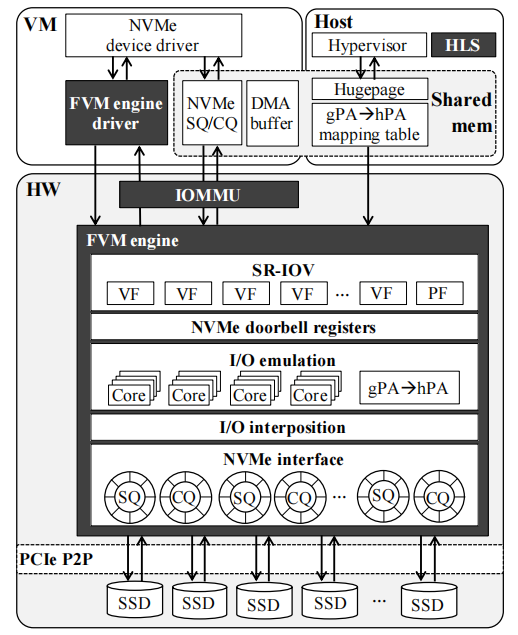 VM
NVMe
device driver
FVM engine
driver
NVMe
SQ/CQ
DMA
buffer
Host
Hypervisor
HLS
Hugepage
gPA→hPA
mapping table
Shared
mem
HW
IOMMU
FVM engine
SR-IOV
VF VF VF VF ... VF PF
NVMe doorbell registers
I/O emulation
Core Core Core Core gPA→hPA
I/O interposition
NVMe interface
SQ CQ SQ CQ ... SQ CQ
PCIe P2P
SSD SSD SSD SSD ... SSD